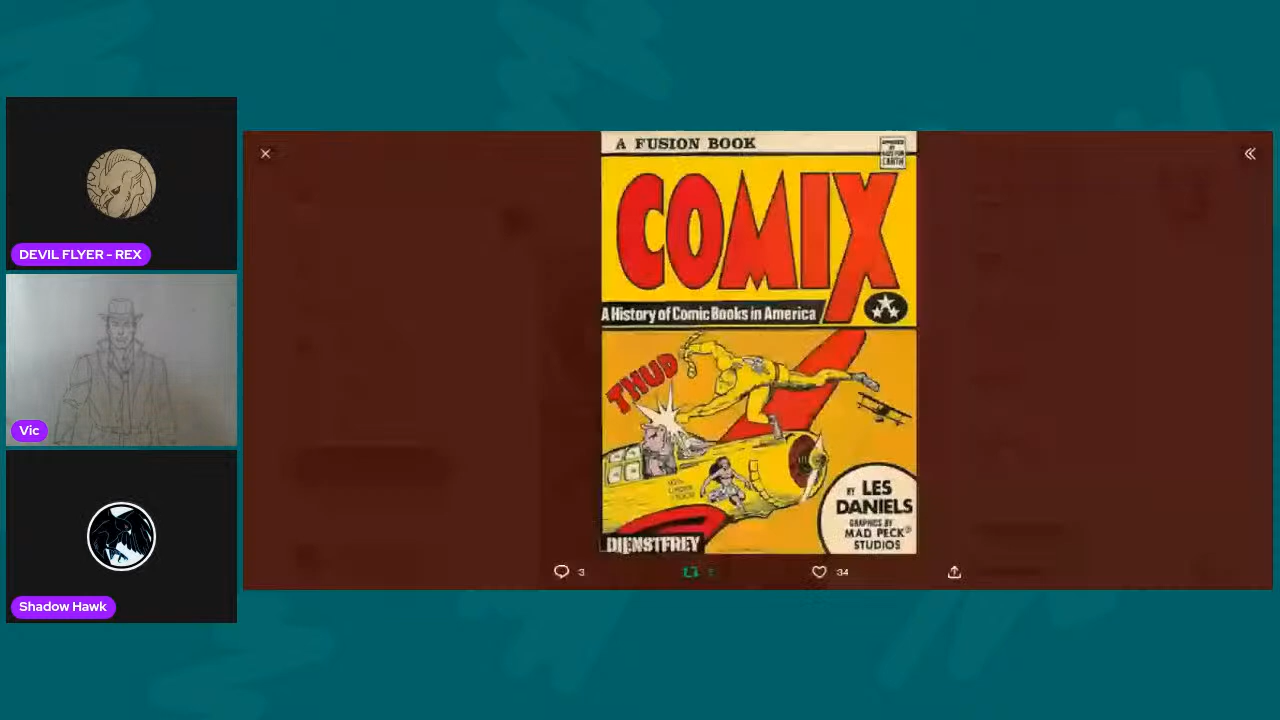 DEVIL FLYER - REX
Vic
Shadow Hawk
A FUSION BOOK
COMIX
A History of Comic Books in America
THUD
BY LES
DANIELS
GRAPHICS BY
MAD PECK
STUDIOS
DIENSTFREY
3
34